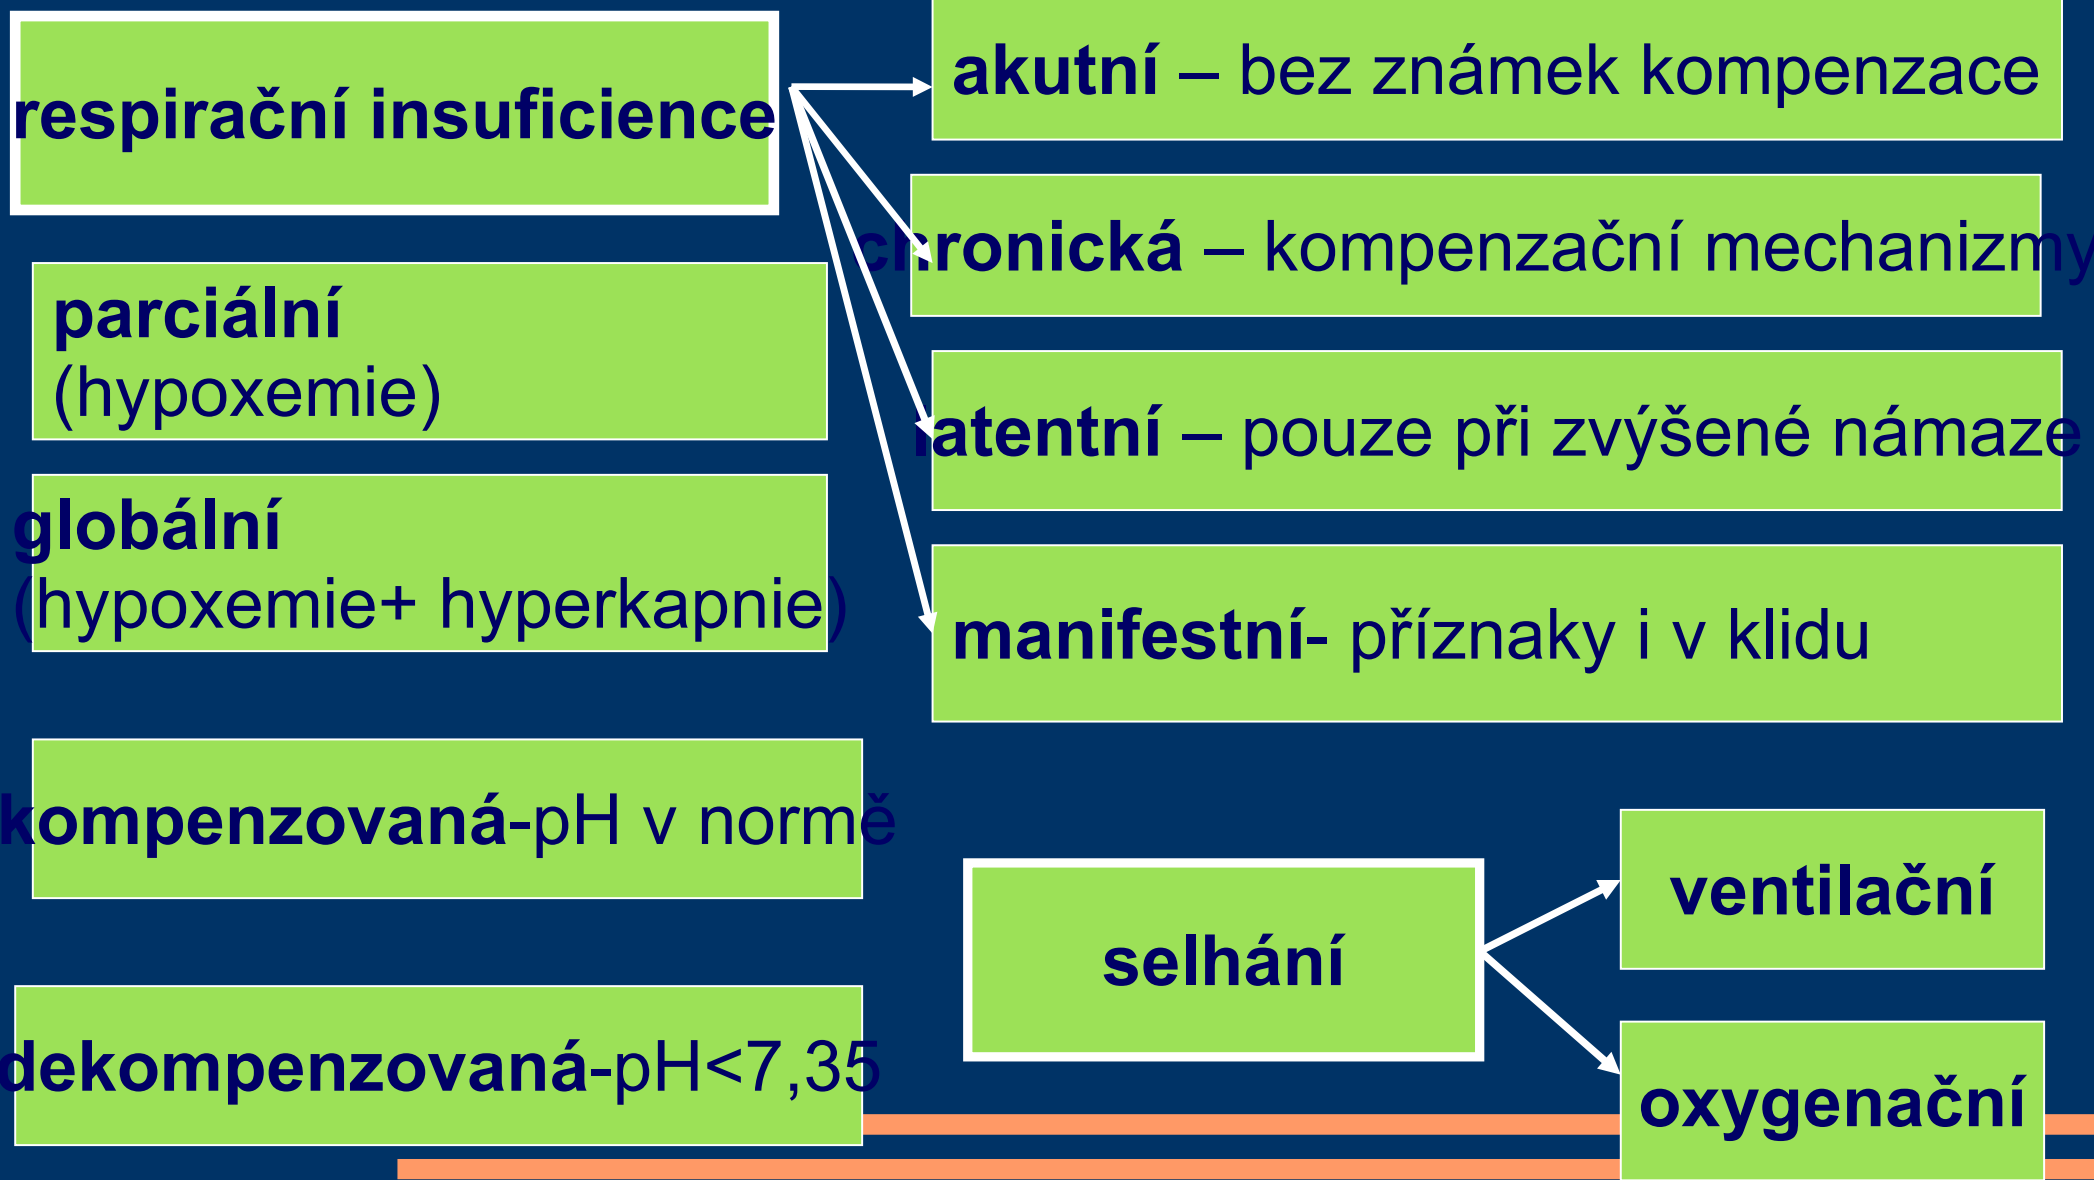 respirační insuficience
akutní – bez známek kompenzace
chronická – kompenzační mechanizmy
parciální
(hypoxemie)
latentní – pouze při zvýšené námaze
globální
(hypoxemie+ hyperkapnie)
manifestní- příznaky i v klidu
kompenzovaná-pH v normě
ventilační
selhání
dekompenzovaná-pH<7,35
oxygenační